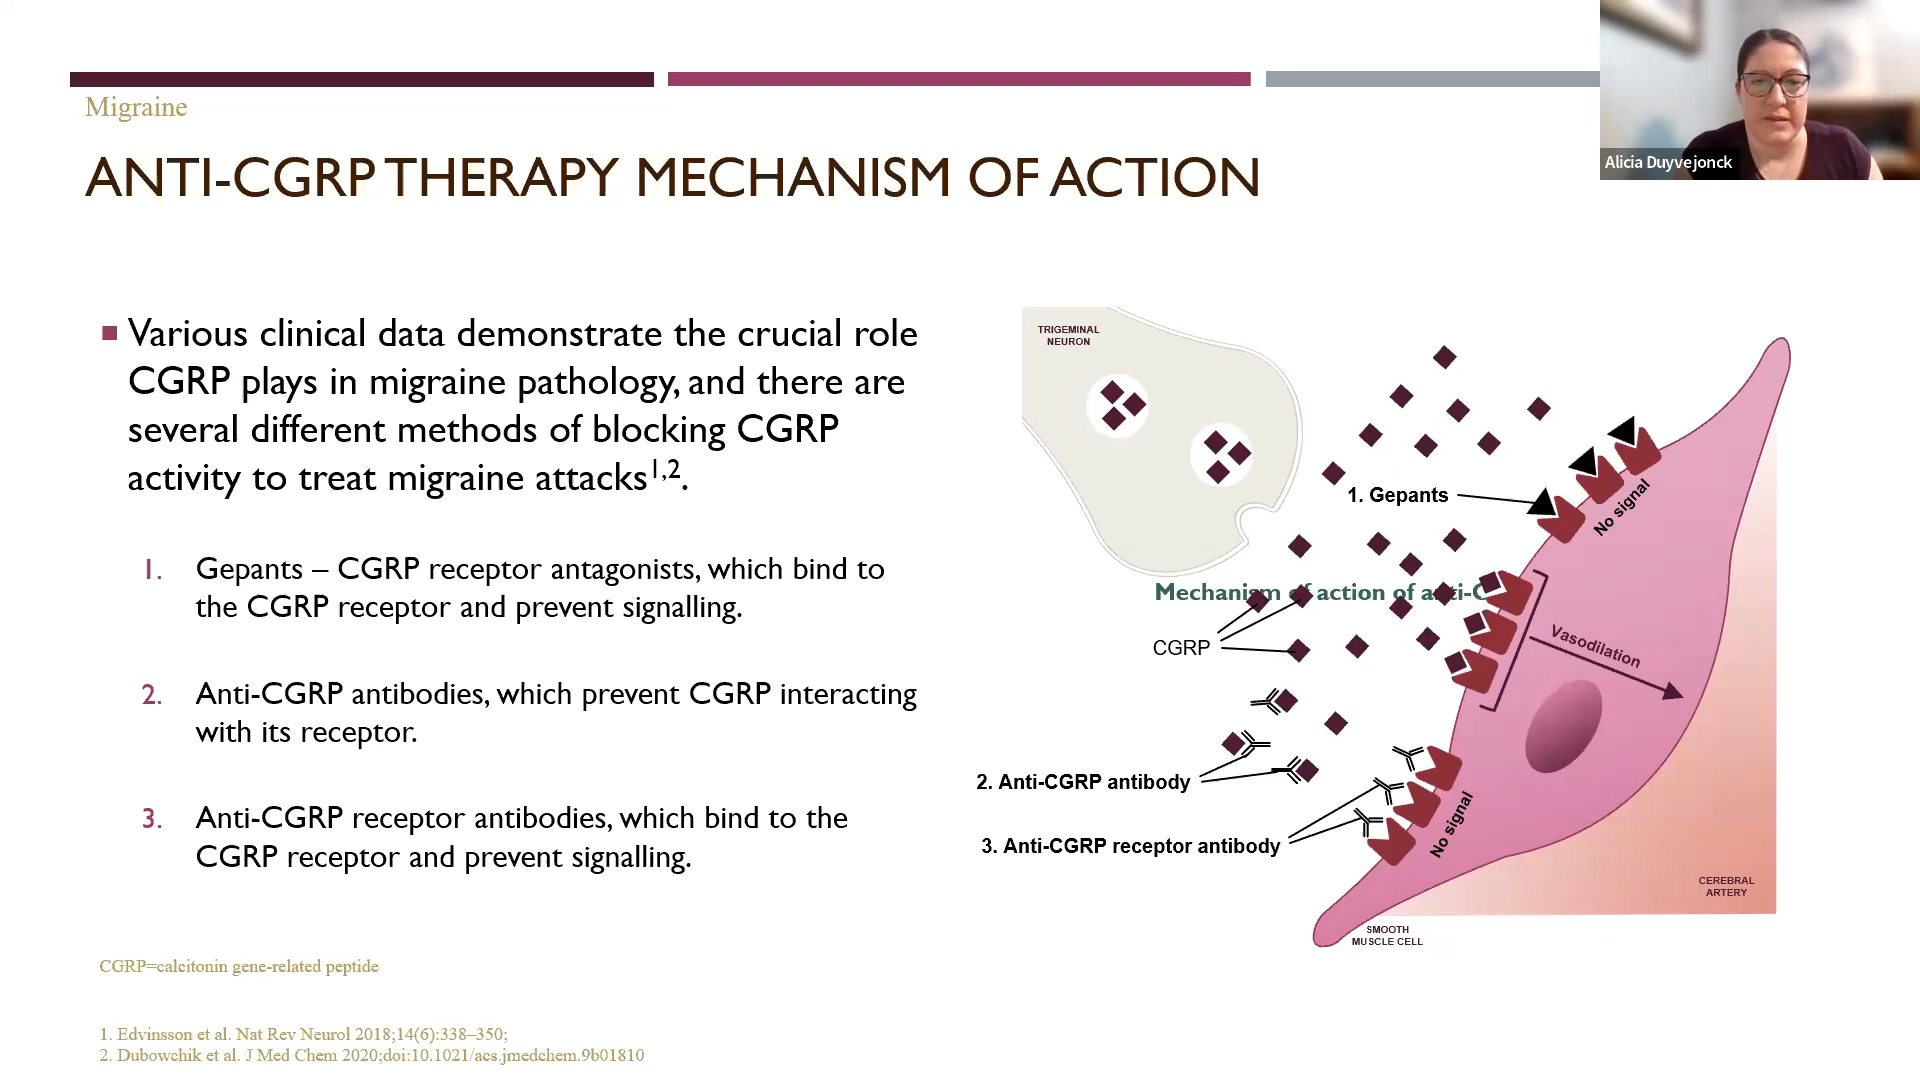 Migraine
ANTI-CGRP THERAPY MECHANISM OF ACTION
Alicia Duyvejonck
Various clinical data demonstrate the crucial role
CGRP plays in migraine pathology, and there are
several different methods of blocking CGRP
activity to treat migraine attacks1,2.
1. Gepants – CGRP receptor antagonists, which bind to
the CGRP receptor and prevent signalling.
2. Anti-CGRP antibodies, which prevent CGRP interacting
with its receptor.
3. Anti-CGRP receptor antibodies, which bind to the
CGRP receptor and prevent signalling.
CGRP=calcitonin gene-related peptide
1. Edvinsson et al. Nat Rev Neurol 2018;14(6):338–350;
2. Dubowchik et al. J Med Chem 2020;doi:10.1021/acs.jmedchem.9b01810
TRIGEMINAL
NEURON
1. Gepants
No signal
Mechanism of action of anti-C
CGRP
Vasodilation
2. Anti-CGRP antibody
3. Anti-CGRP receptor antibody
No signal
CEREBRAL
ARTERY
SMOOTH
MUSCLE CELL